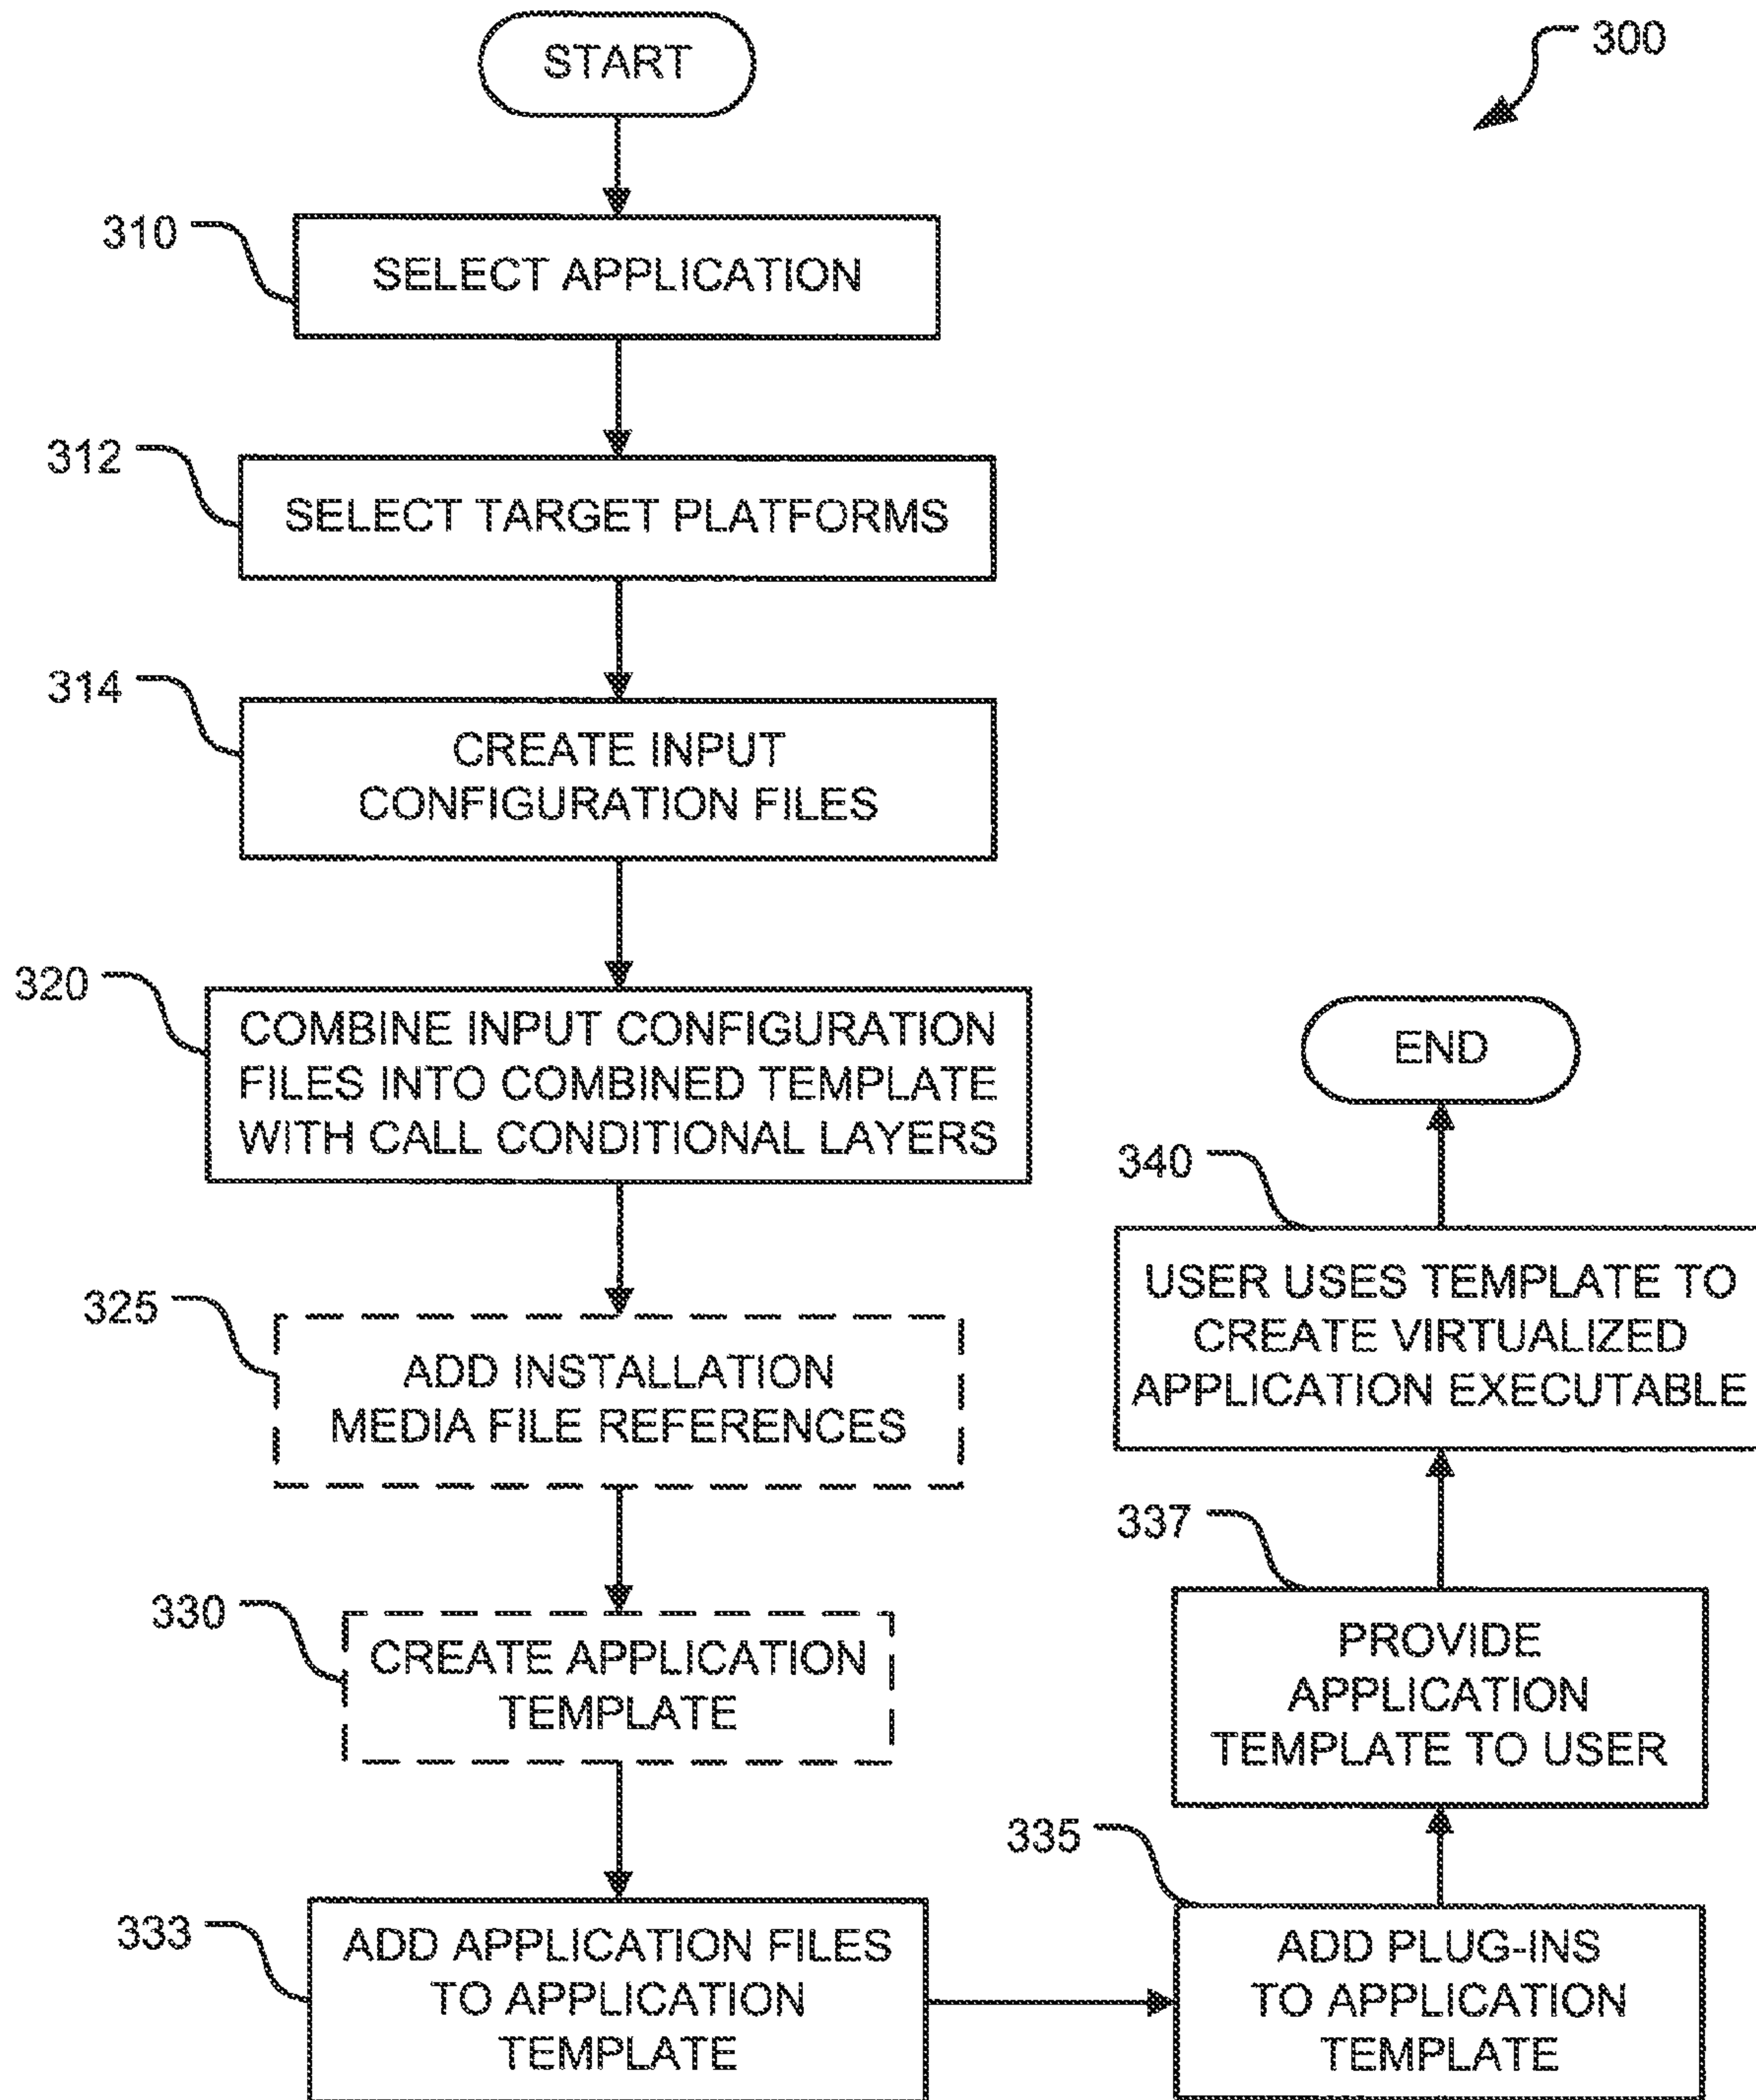 START
300
310
SELECT APPLICATION
312
SELECT TARGET PLATFORMS
314
CREATE INPUT
CONFIGURATION FILES
320
COMBINE INPUT CONFIGURATION
FILES INTO COMBINED TEMPLATE
WITH CALL CONDITIONAL LAYERS
325
ADD INSTALLATION
MEDIA FILE REFERENCES
330
CREATE APPLICATION
TEMPLATE
333
ADD APPLICATION FILES
TO APPLICATION
TEMPLATE
335
ADD PLUG-INS
TO APPLICATION
TEMPLATE
337
PROVIDE
APPLICATION
TEMPLATE TO USER
340
USER USES TEMPLATE TO
CREATE VIRTUALIZED
APPLICATION EXECUTABLE
END